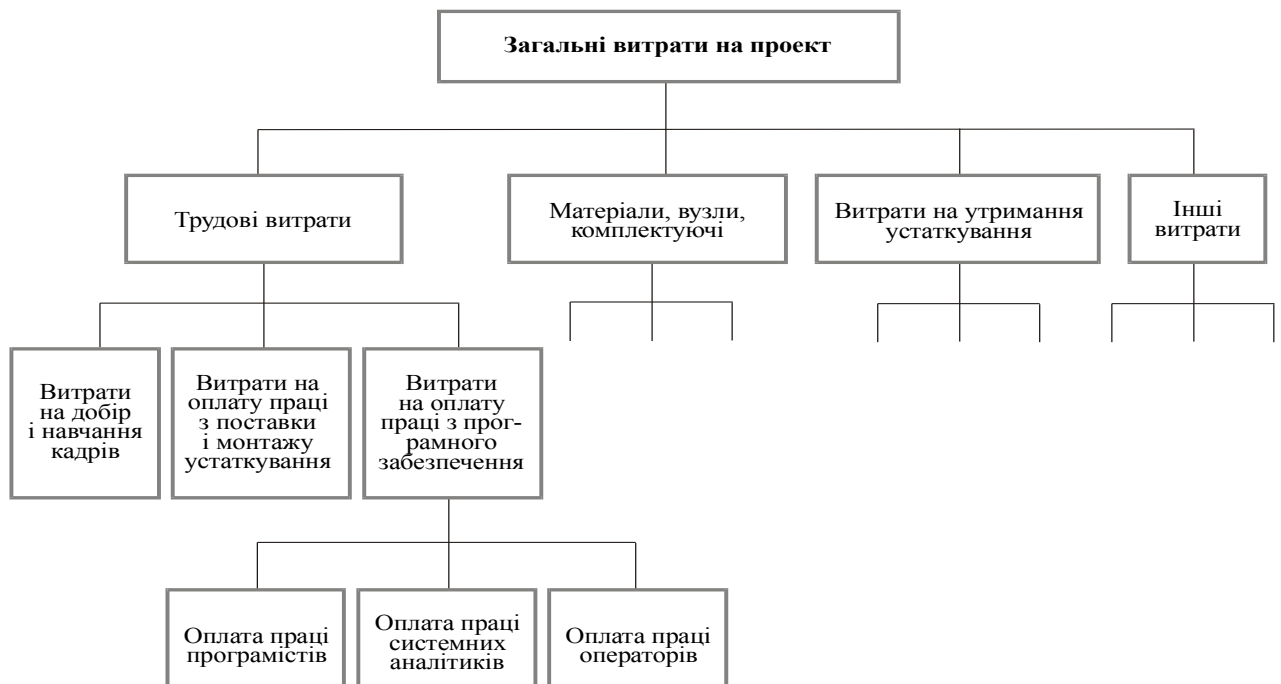 Загальні витрати на проект
Трудові витрати
Матеріали, вузли,
комплектуючі
Витрати на утримання
устаткування
Інші
витрати
Витрати
на добір
і навчання
кадрів
Витрати на
оплату праці
з поставки
і монтажу
устаткування
Витрати
на оплату
праці з прог-
рамного
забезпечення
Оплата праці
програмістів
Оплата праці
системних
аналітиків
Оплата праці
операторів